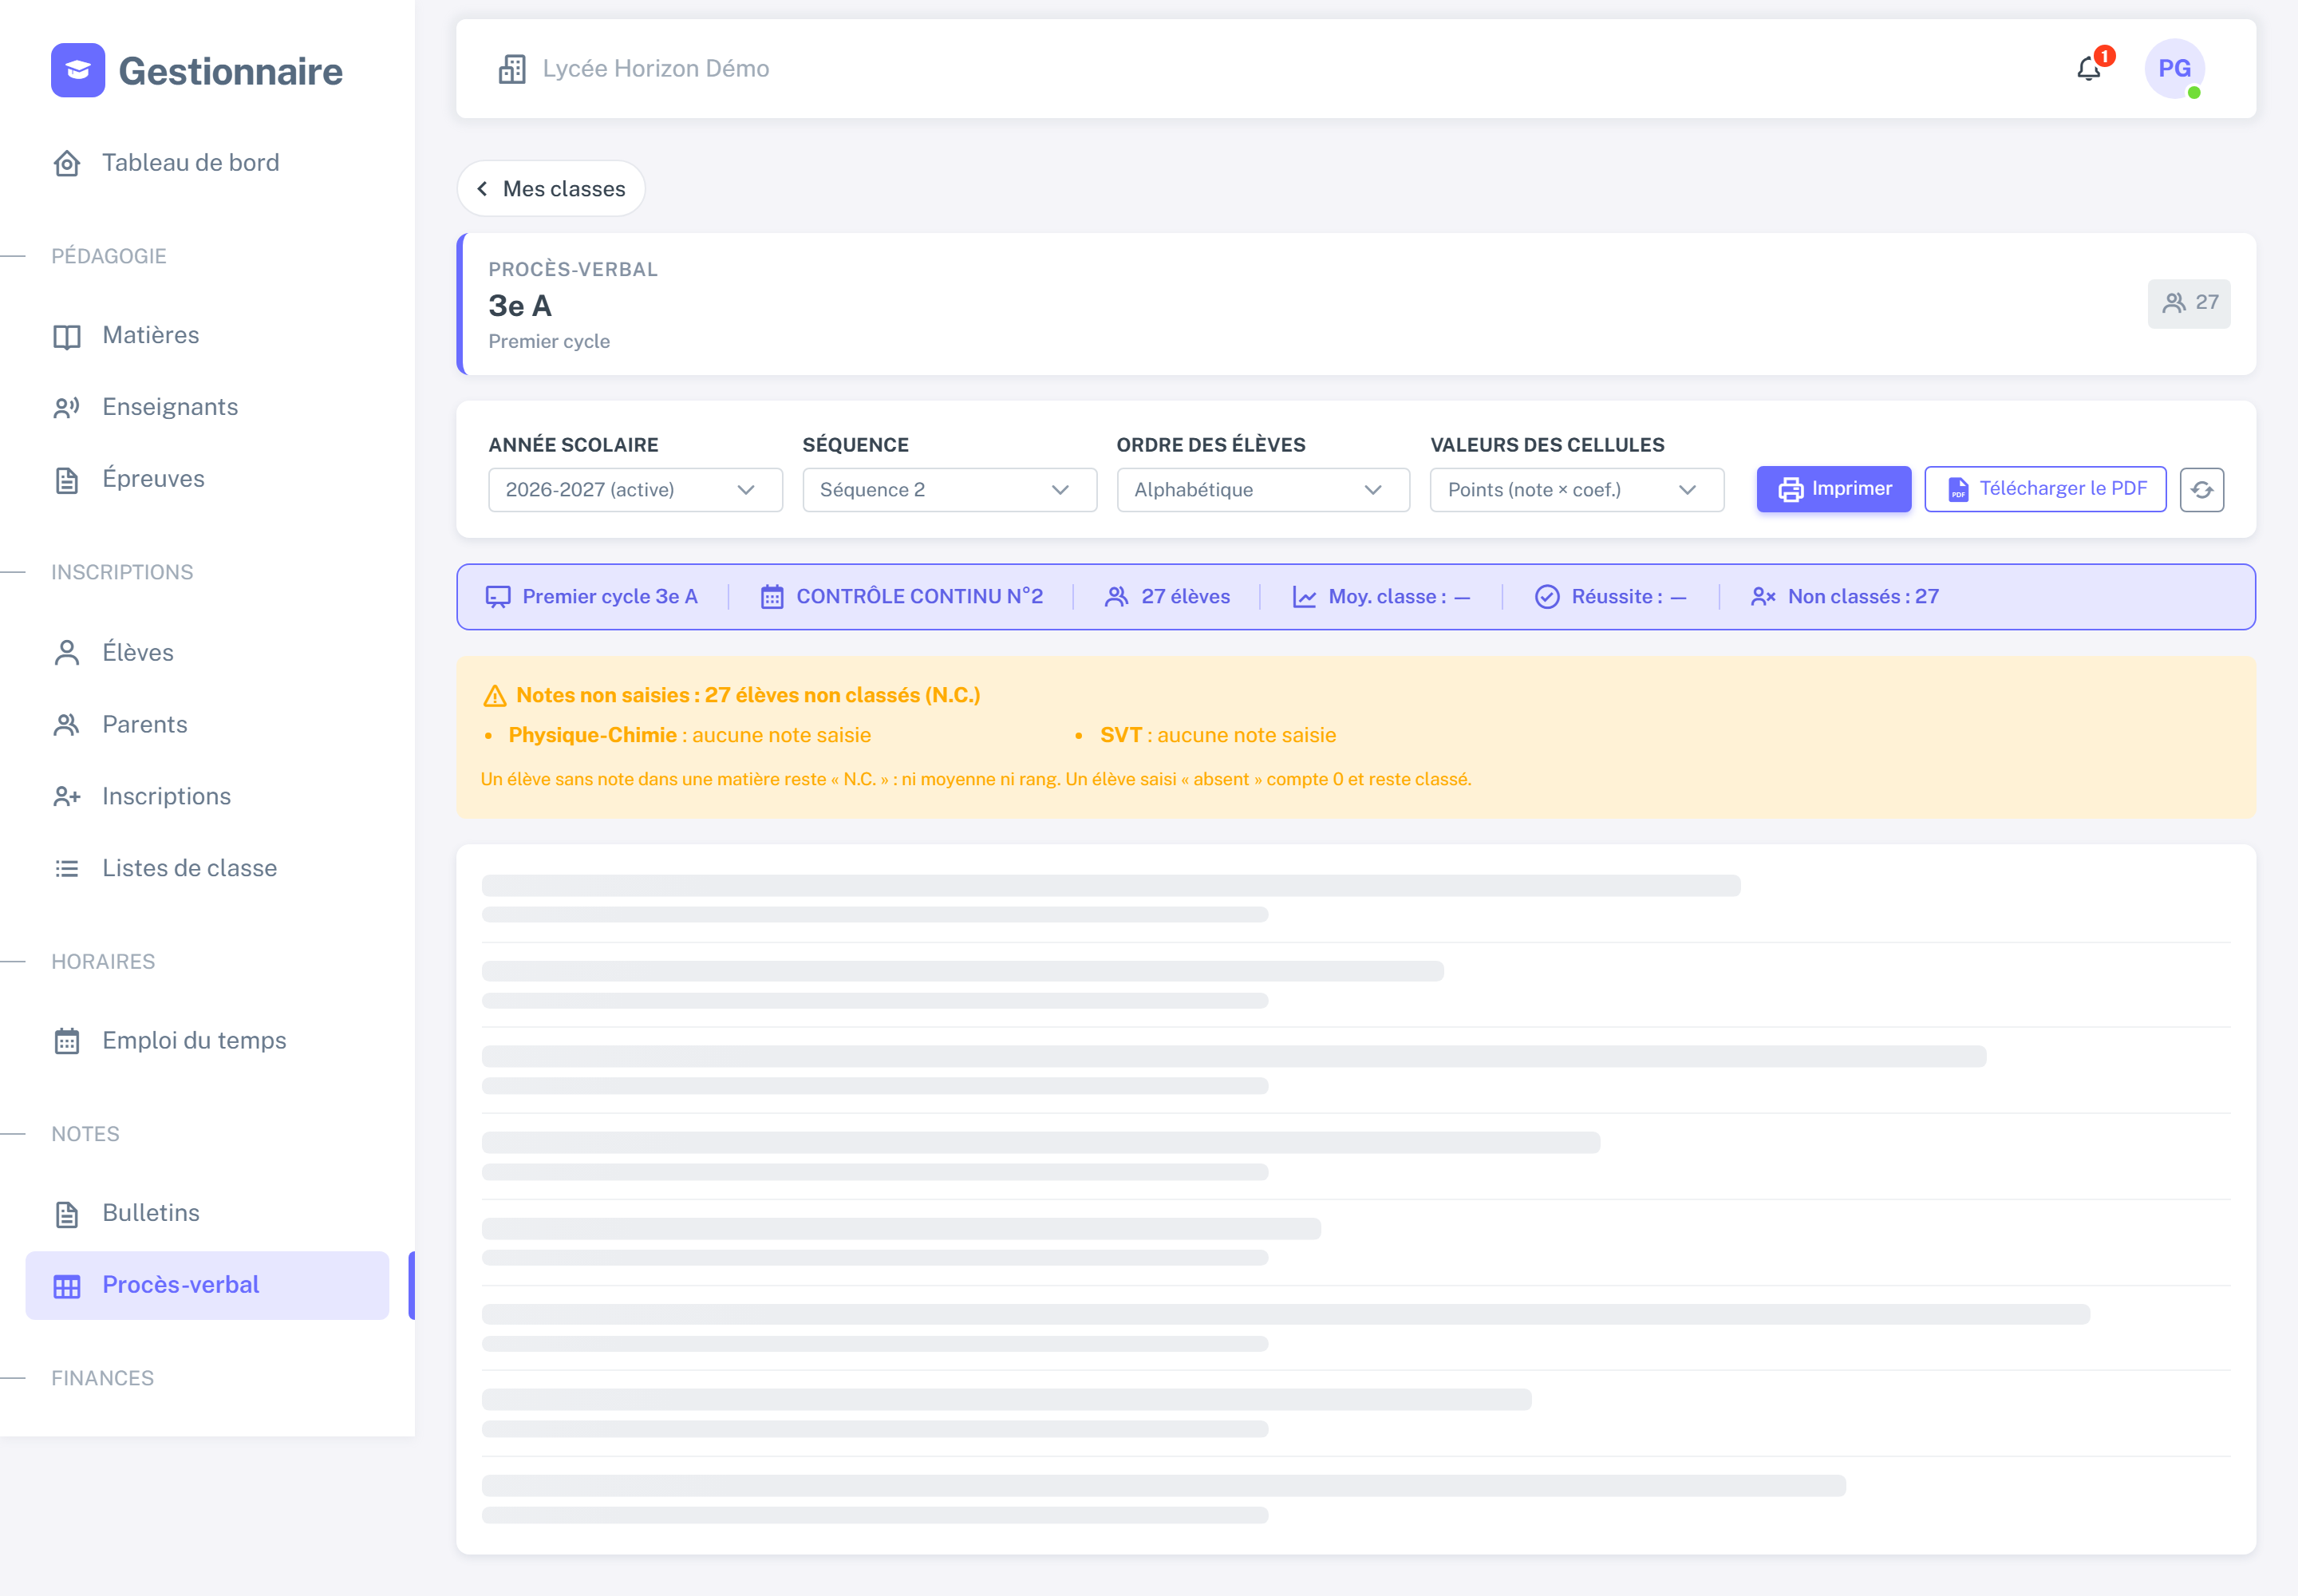 Gestionnaire
Lycée Horizon Démo
1
PG
Tableau de bord
PÉDAGOGIE
Matières
Enseignants
Épreuves
INSCRIPTIONS
Élèves
Parents
Inscriptions
Listes de classe
HORAIRES
Emploi du temps
NOTES
Bulletins
Procès-verbal
FINANCES
Mes classes
PROCÈS-VERBAL
3e A
Premier cycle
27
ANNÉE SCOLAIRE
2026-2027 (active)
SÉQUENCE
Séquence 2
ORDRE DES ÉLÈVES
Alphabétique
VALEURS DES CELLULES
Points (note × coef.)
Imprimer
PDF Télécharger le PDF
Premier cycle 3e A
CONTRÔLE CONTINU N°2
27 élèves
Moy. classe : —
Réussite : —
Non classés : 27
Notes non saisies : 27 élèves non classés (N.C.)
• Physique-Chimie : aucune note saisie
• SVT : aucune note saisie
Un élève sans note dans une matière reste « N.C. » : ni moyenne ni rang. Un élève saisi « absent » compte 0 et reste classé.